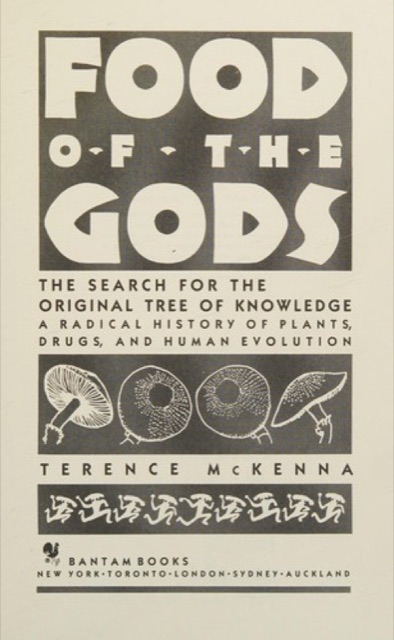 FOOD
O·F · T·H·E
GODS
THE SEARCH FOR THE
ORIGINAL TREE OF KNOWLEDGE
A RADICAL HISTORY OF PLANTS,
DRUGS, AND HUMAN EVOLUTION
TERENCE McKENNA
BANTAM BOOKS
NEW YORK·TORONTO·LONDON·SYDNEY·AUCKLAND